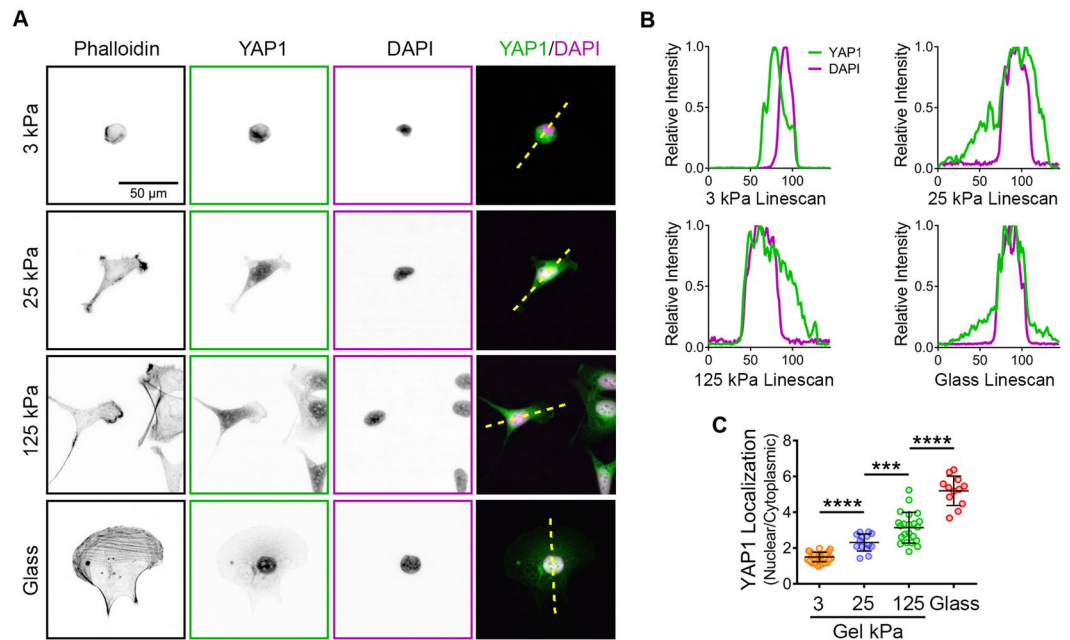 A
Phalloidin YAP1 DAPI YAP1/DAPI
3 kPa
50 µm
25 kPa
125 kPa
Glass
B
Relative Intensity
1.0
0.5
0
0 50 100
3 kPa Linescan
YAP1
DAPI
Relative Intensity
1.0
0.5
0.0
0 50 100
25 kPa Linescan
Relative Intensity
1.0
0.5
0.0
0 50 100
125 kPa Linescan
Relative Intensity
1.0
0.5
0.0
0 50 100
Glass Linescan
C
YAP1 Localization
(Nuclear/Cytoplasmic)
8
6
4
2
0
**** *** ****
3 25 125 Glass
Gel kPa